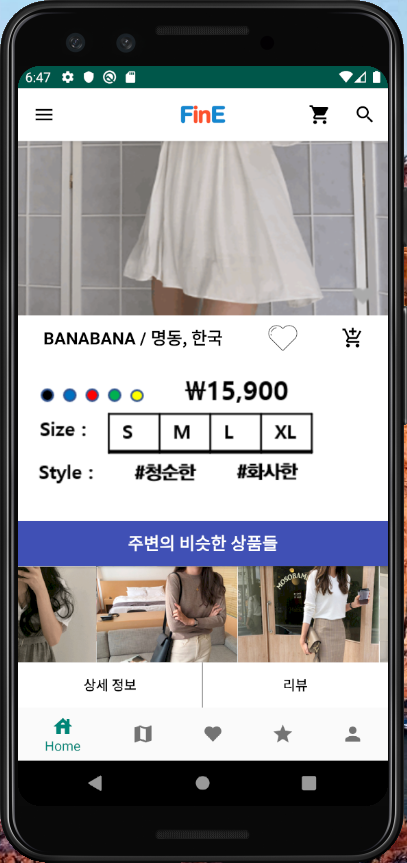 6:47
FinE
BANABANA / 명동, 한국
₩15,900
Size : S M L XL
Style : #청순한 #화사한
주변의 비슷한 상품들
MOSOBAM
상세 정보 리뷰
Home